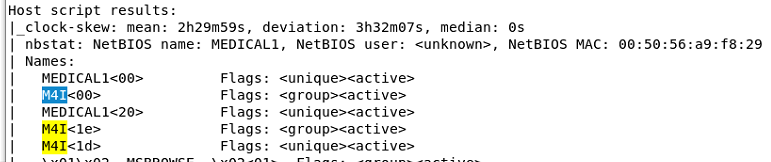 Host script results:
|_clock-skew: mean: 2h29m59s, deviation: 3h32m07s, median: 0s
| nbstat: NetBIOS name: MEDICAL1, NetBIOS user: <unknown>, NetBIOS MAC: 00:50:56:a9:f8:29
| Names:
|   MEDICAL1<00>         Flags: <unique><active>
|   M4I<00>              Flags: <group><active>
|   MEDICAL1<20>         Flags: <unique><active>
|   M4I<1e>              Flags: <group><active>
|   M4I<1d>              Flags: <unique><active>
|   \x01\x02__MSBROWSE__\x02<01>  Flags: <group><active>